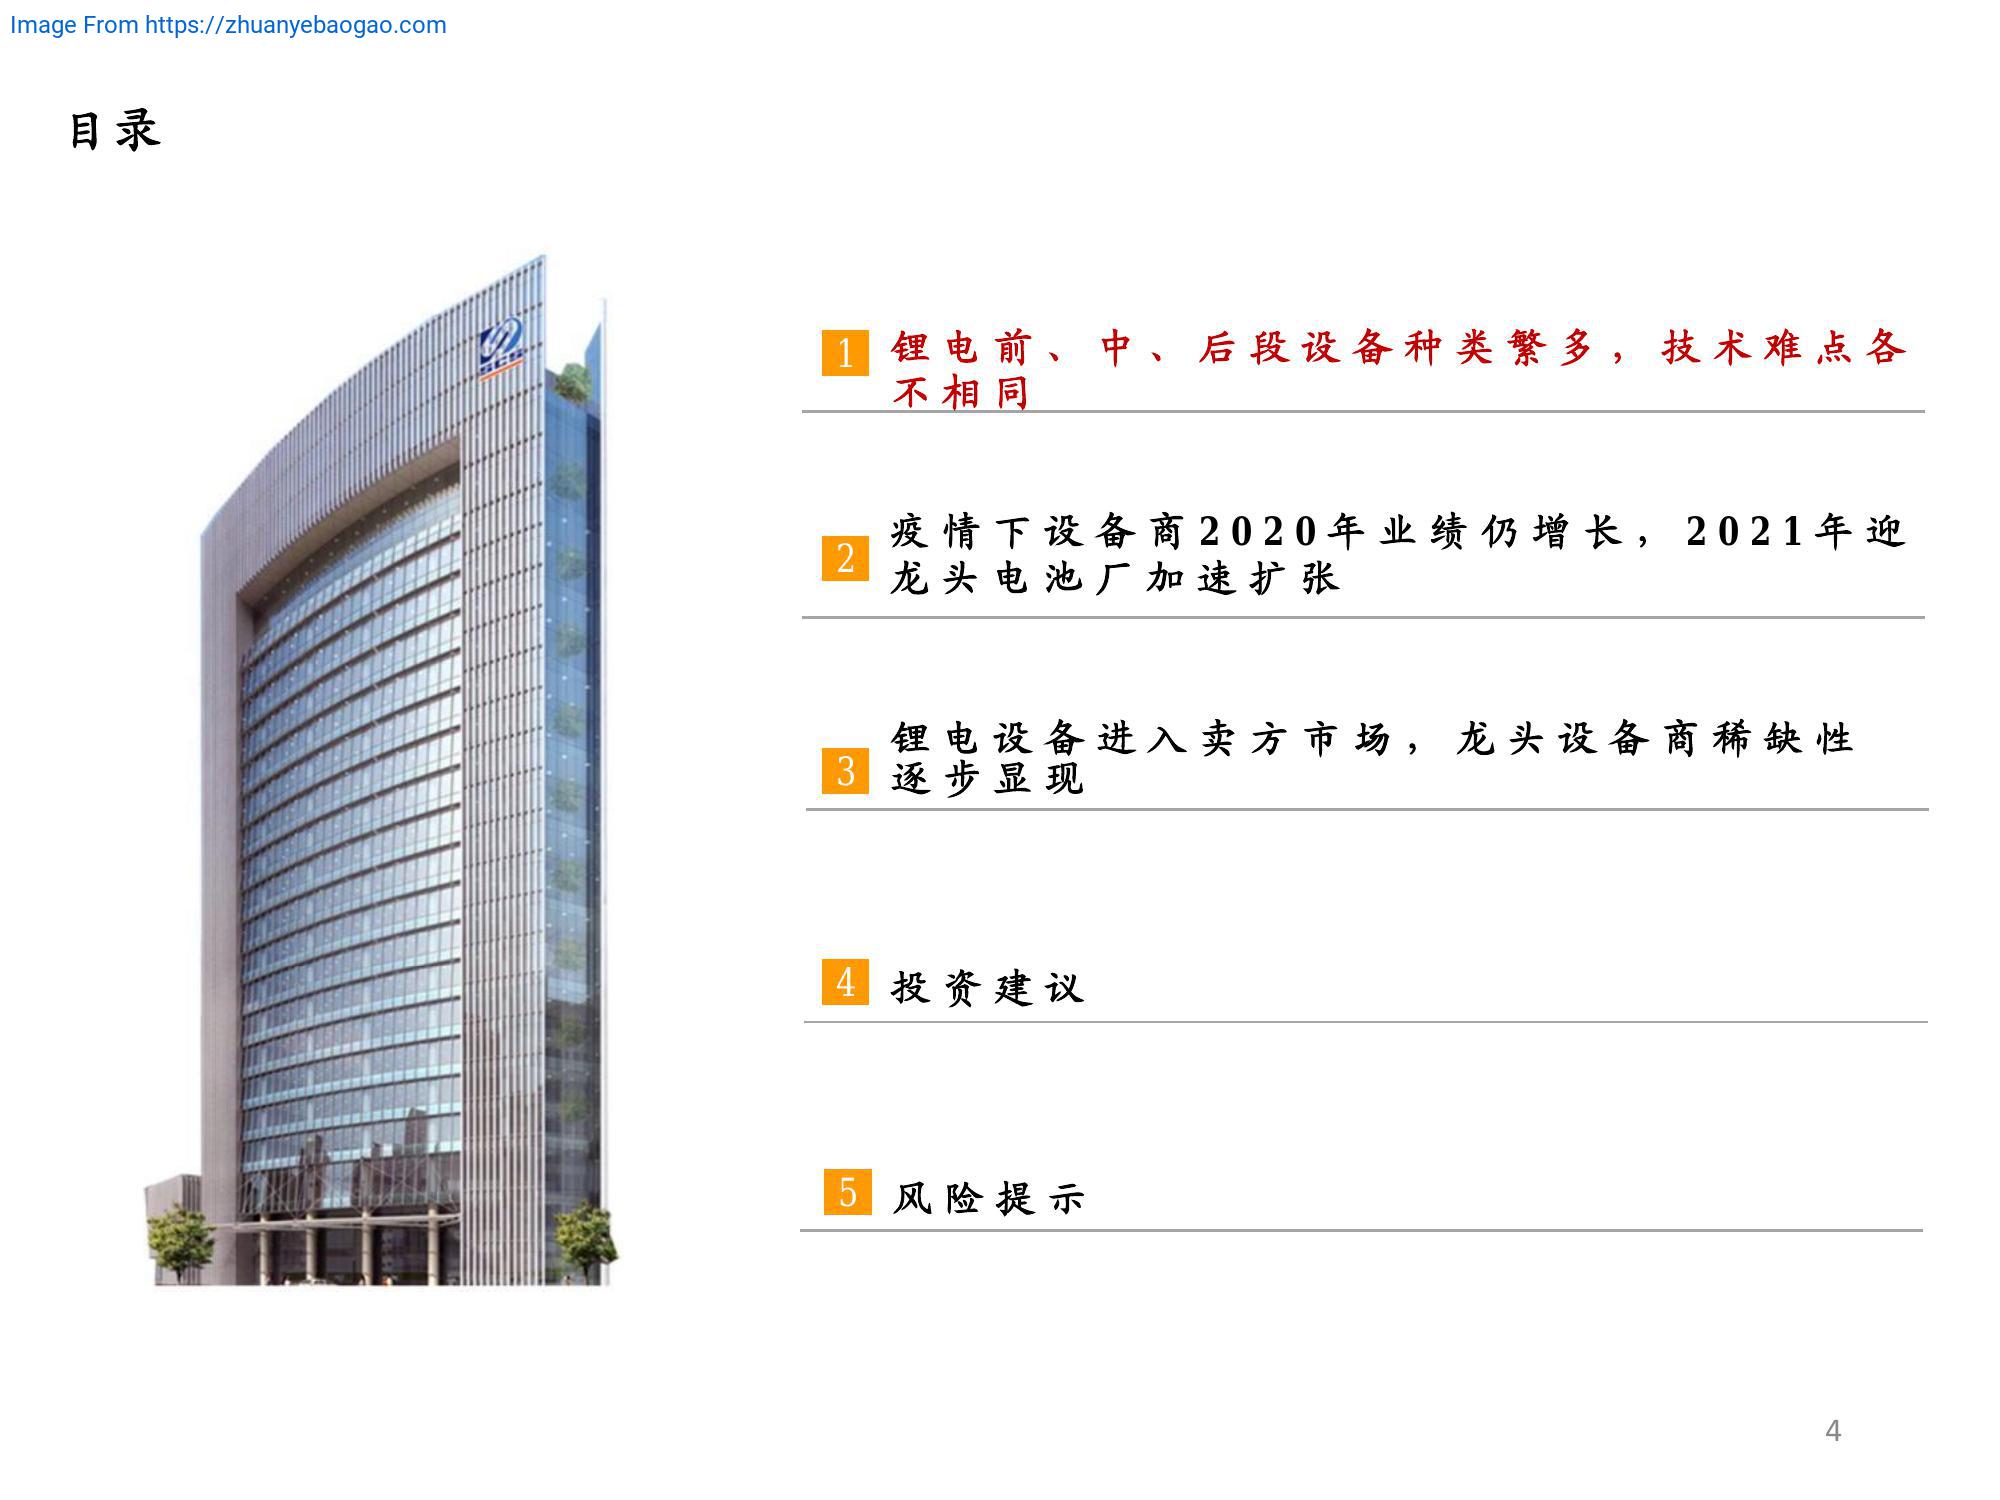 Image From https://zhuanyebaogao.com
目录
1
锂电前、中、后段设备种类繁多，技术难点各
不相同
2
疫情下设备商2020年业绩仍增长，2021年迎
龙头电池厂加速扩张
3
锂电设备进入卖方市场，龙头设备商稀缺性
逐步显现
4
投资建议
5
风险提示
4